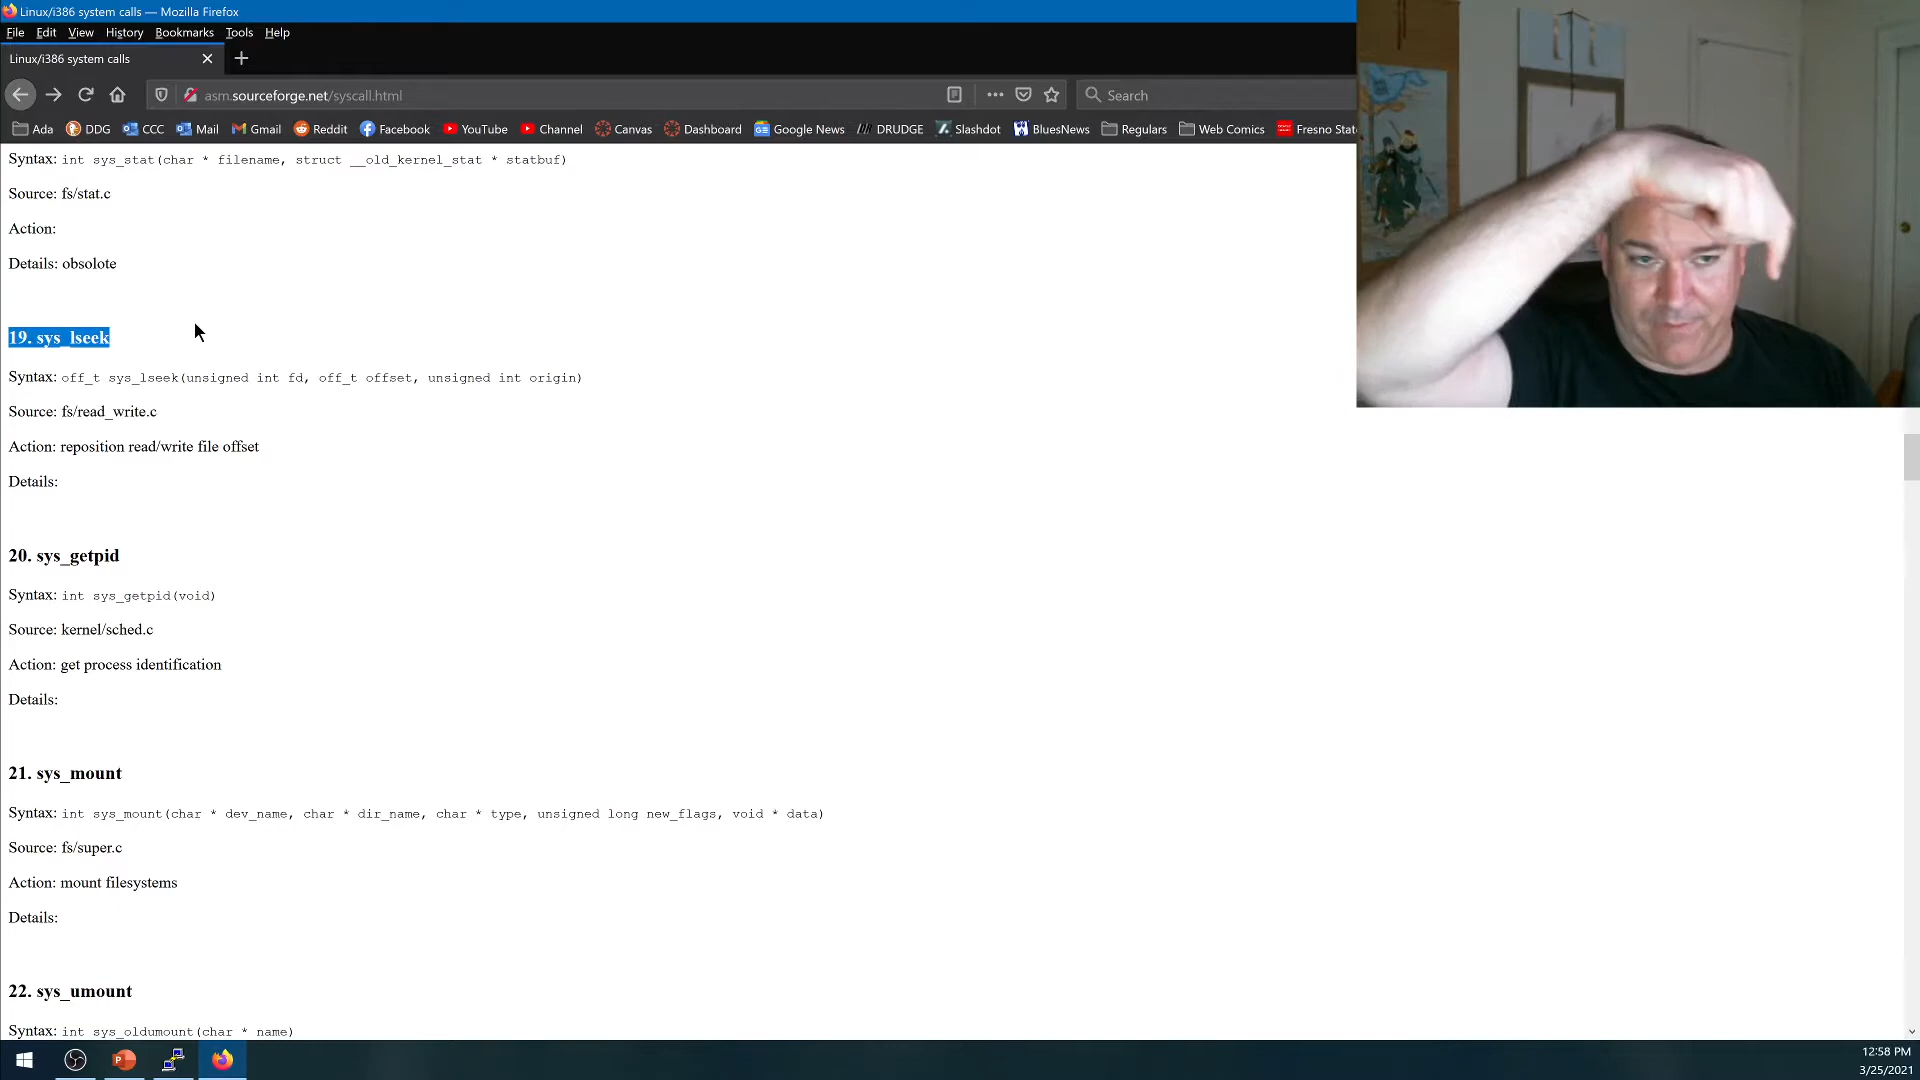 Linux/i386 system calls — Mozilla Firefox
File Edit View History Bookmarks Tools Help
Linux/i386 system calls
asm.sourceforge.net/syscall.html
Search
Ada DDG CCC Mail Gmail Reddit Facebook YouTube Channel Canvas Dashboard Google News DRUDGE Slashdot BluesNews Regulars Web Comics Fresno Stat
Syntax: int sys_stat(char * filename, struct __old_kernel_stat * statbuf)
Source: fs/stat.c
Action:
Details: obsolote
19. sys_lseek
Syntax: off_t sys_lseek(unsigned int fd, off_t offset, unsigned int origin)
Source: fs/read_write.c
Action: reposition read/write file offset
Details:
20. sys_getpid
Syntax: int sys_getpid(void)
Source: kernel/sched.c
Action: get process identification
Details:
21. sys_mount
Syntax: int sys_mount(char * dev_name, char * dir_name, char * type, unsigned long new_flags, void * data)
Source: fs/super.c
Action: mount filesystems
Details:
22. sys_umount
Syntax: int sys_oldumount(char * name)
12:58 PM
3/25/2021